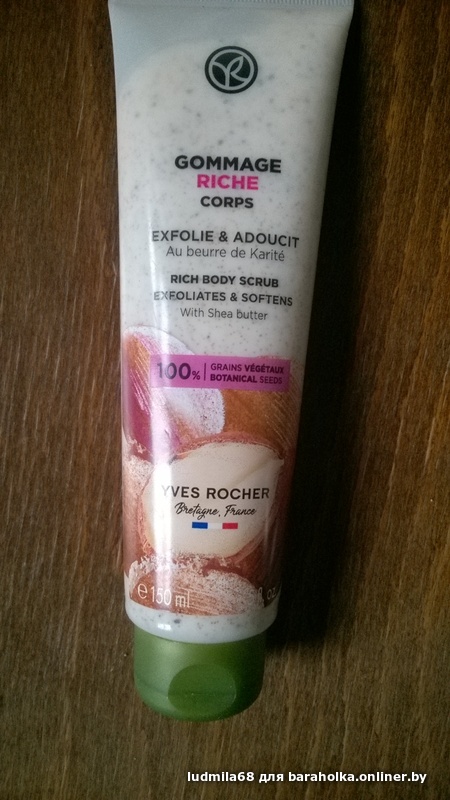 GOMMAGE
RICHE
CORPS
EXFOLIE & ADOUCIT
Au beurre de Karité
RICH BODY SCRUB
EXFOLIATES & SOFTENS
With Shea butter
100% GRAINS VÉGÉTAUX
BOTANICAL SEEDS
YVES ROCHER
Bretagne, France
e 150 ml
ludmila68 для baraholka.onliner.by